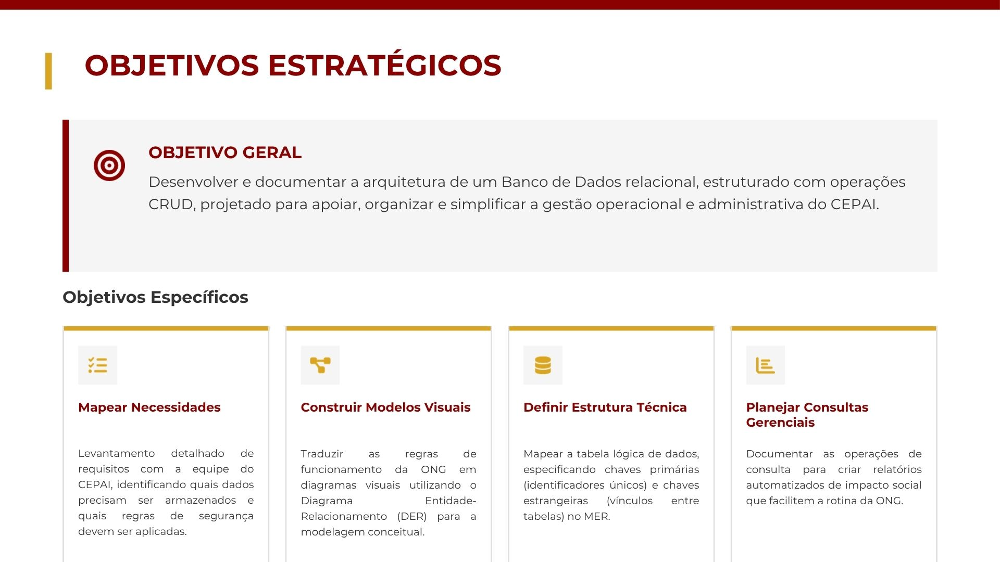 OBJETIVOS ESTRATÉGICOS
OBJETIVO GERAL
Desenvolver e documentar a arquitetura de um Banco de Dados relacional, estruturado com operações
CRUD, projetado para apoiar, organizar e simplificar a gestão operacional e administrativa do CEPAI.
Objetivos Específicos
Mapear Necessidades
Levantamento detalhado de
requisitos com a equipe do
CEPAI, identificando quais dados
precisam ser armazenados e
quais regras de segurança
devem ser aplicadas.
Construir Modelos Visuais
Traduzir as regras de
funcionamento da ONG em
diagramas visuais utilizando o
Diagrama Entidade-
Relacionamento (DER) para a
modelagem conceitual.
Definir Estrutura Técnica
Mapear a tabela lógica de dados,
especificando chaves primárias
(identificadores únicos) e chaves
estrangeiras (vínculos entre
tabelas) no MER.
Planejar Consultas
Gerenciais
Documentar as operações de
consulta para criar relatórios
automatizados de impacto social
que facilitem a rotina da ONG.